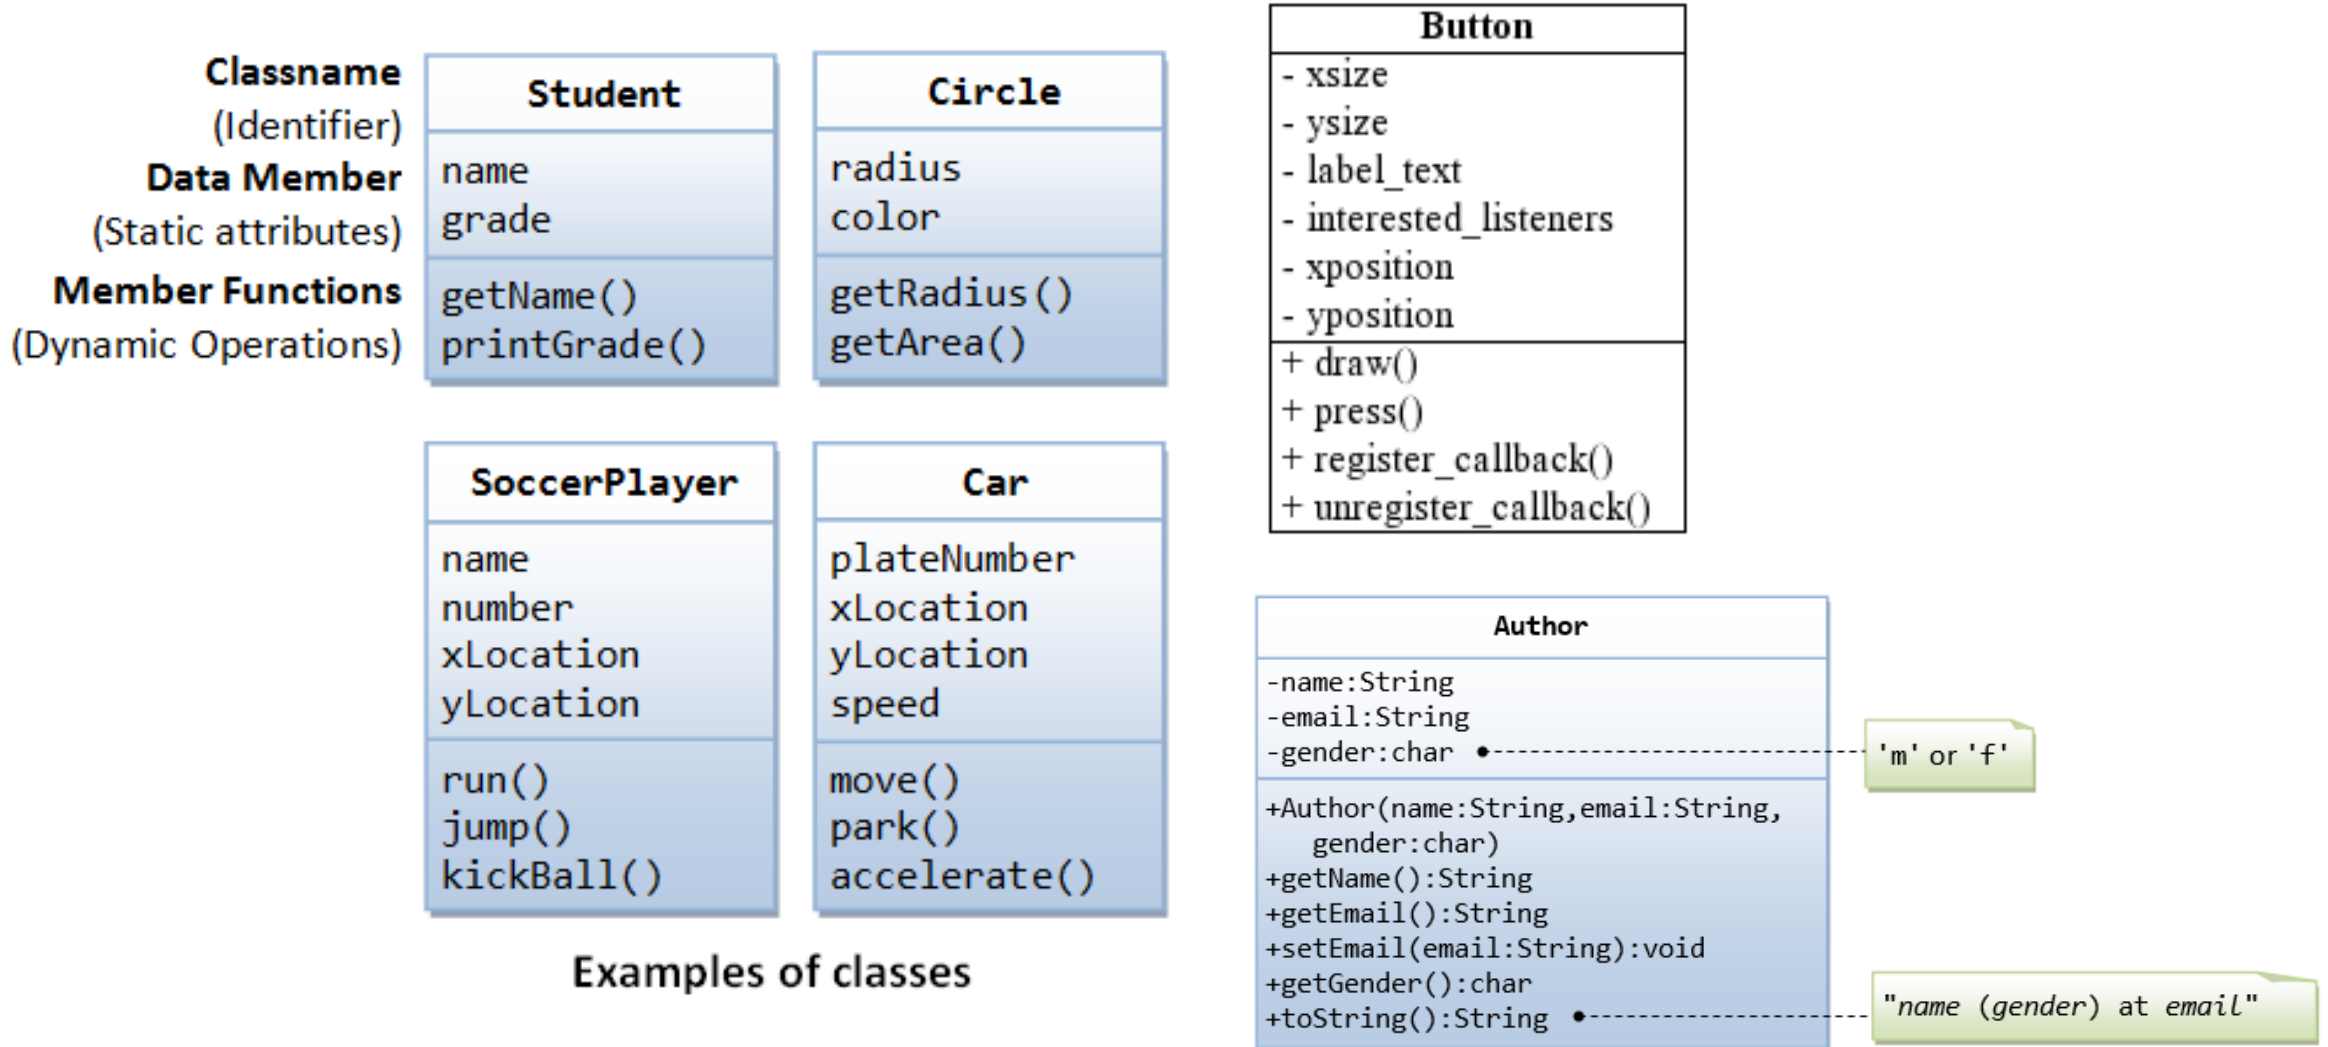 Classname
(Identifier)
Data Member
(Static attributes)
Member Functions
(Dynamic Operations)
Student
name
grade
getName()
printGrade()
Circle
radius
color
getRadius()
getArea()
SoccerPlayer
name
number
xLocation
yLocation
run()
jump()
kickBall()
Car
plateNumber
xLocation
yLocation
speed
move()
park()
accelerate()
Examples of classes
Button
- xsize
- ysize
- label_text
- interested_listeners
- xposition
- yposition
+ draw()
+ press()
+ register_callback()
+ unregister_callback()
Author
-name:String
-email:String
-gender:char
'm' or 'f'
+Author(name:String,email:String,
gender:char)
+getName():String
+getEmail():String
+setEmail(email:String):void
+getGender():char
+toString():String
"name (gender) at email"